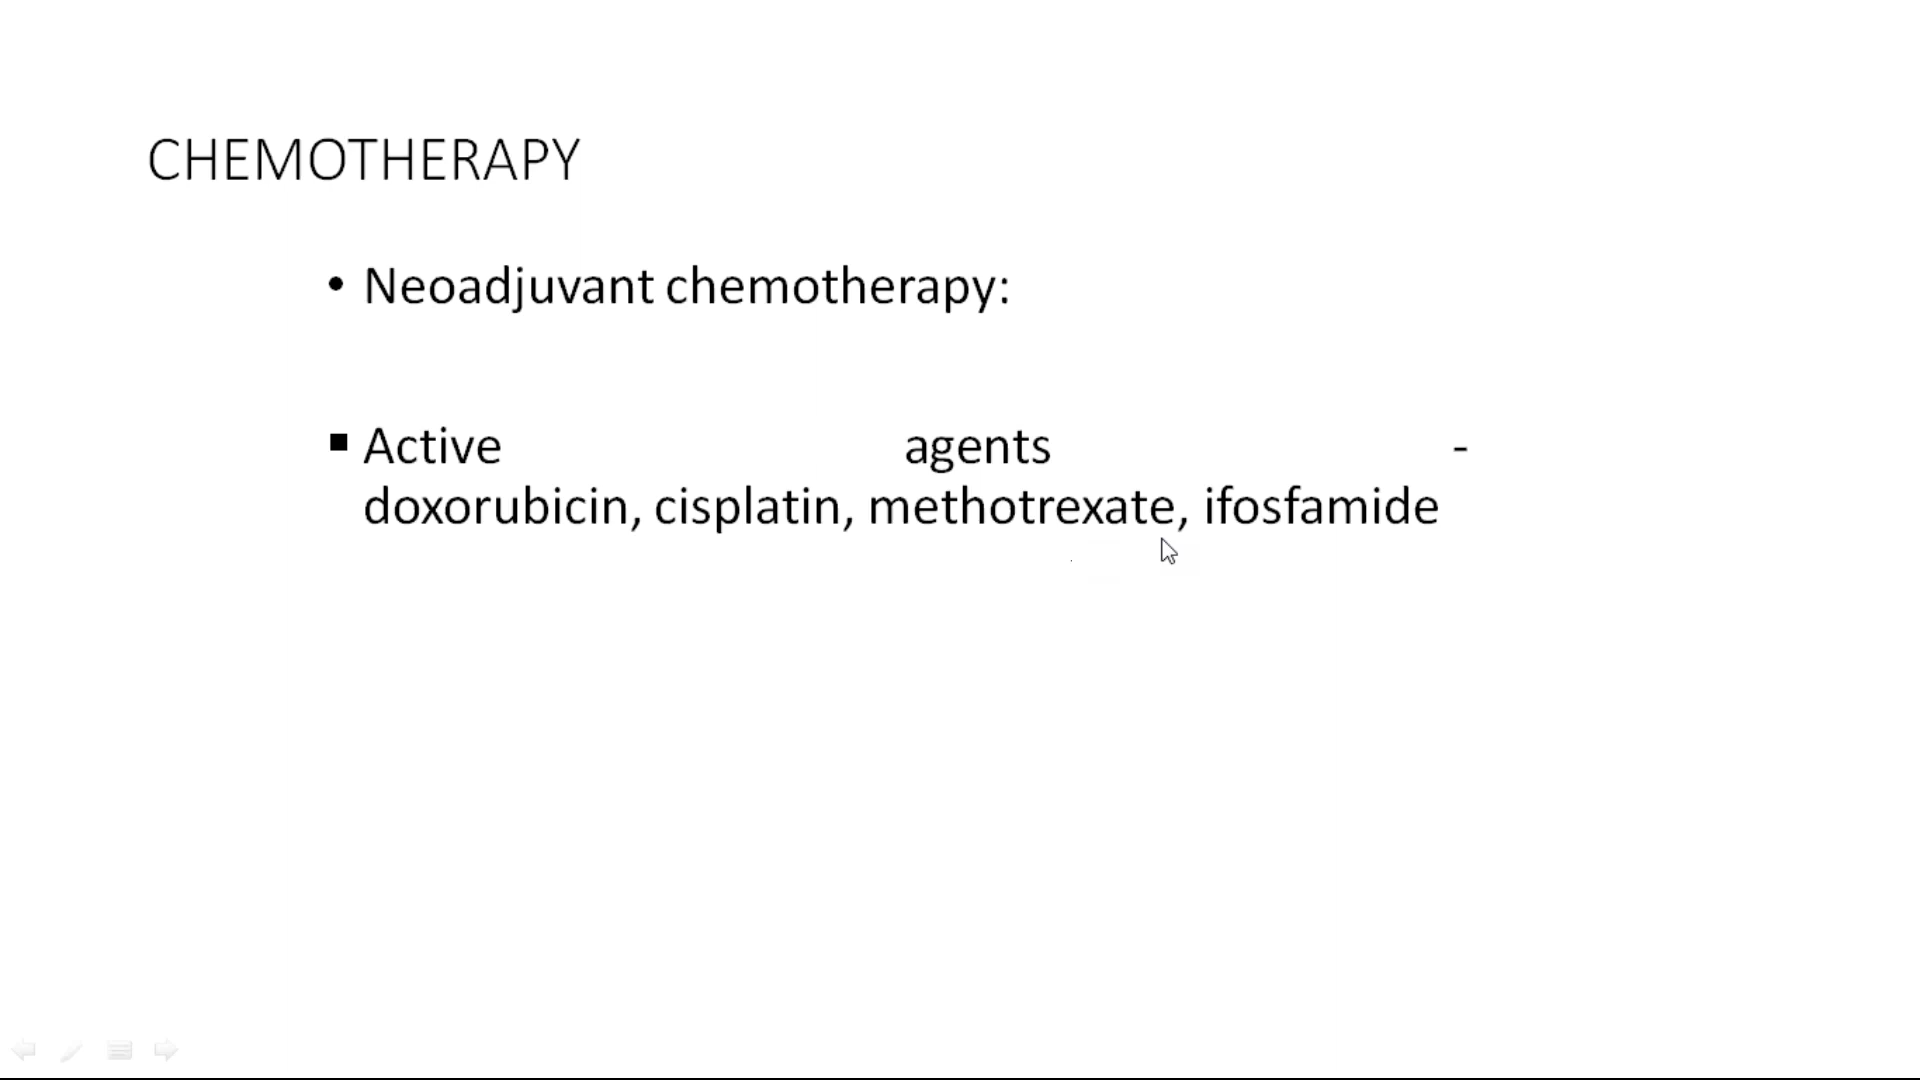 CHEMOTHERAPY
• Neoadjuvant chemotherapy:
▪ Active agents -
doxorubicin, cisplatin, methotrexate, ifosfamide